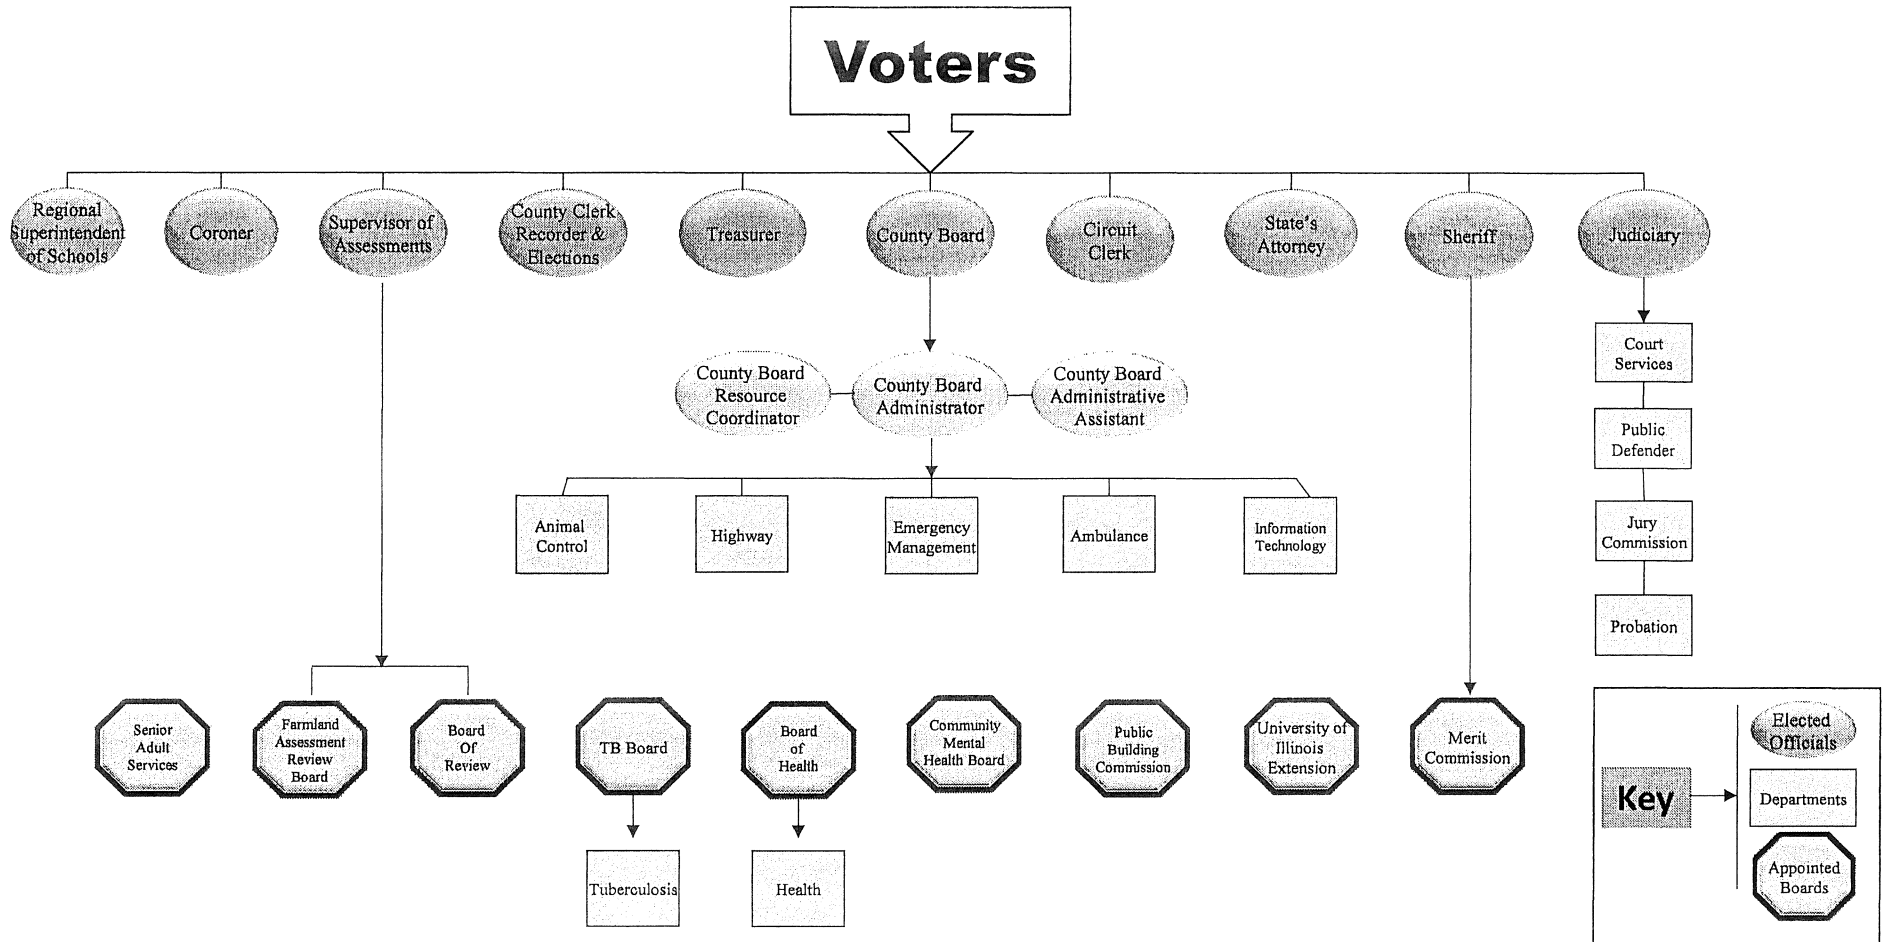 Voters
Regional
Superintendent
of Schools
Coroner
Supervisor of
Assessments
County Clerk
Recorder &
Elections
Treasurer
County Board
Circuit
Clerk
State's
Attorney
Sheriff
Judiciary
County Board
Resource
Coordinator
County Board
Administrator
County Board
Administrative
Assistant
Court
Services
Public
Defender
Jury
Commission
Probation
Animal
Control
Highway
Emergency
Management
Ambulance
Information
Technology
Senior
Adult
Services
Farmland
Assessment
Review
Board
Board
Of
Review
TB Board
Board
of
Health
Community
Mental
Health Board
Public
Building
Commission
University of
Illinois
Extension
Merit
Commission
Tuberculosis
Health
Key
Elected
Officials
Departments
Appointed
Boards